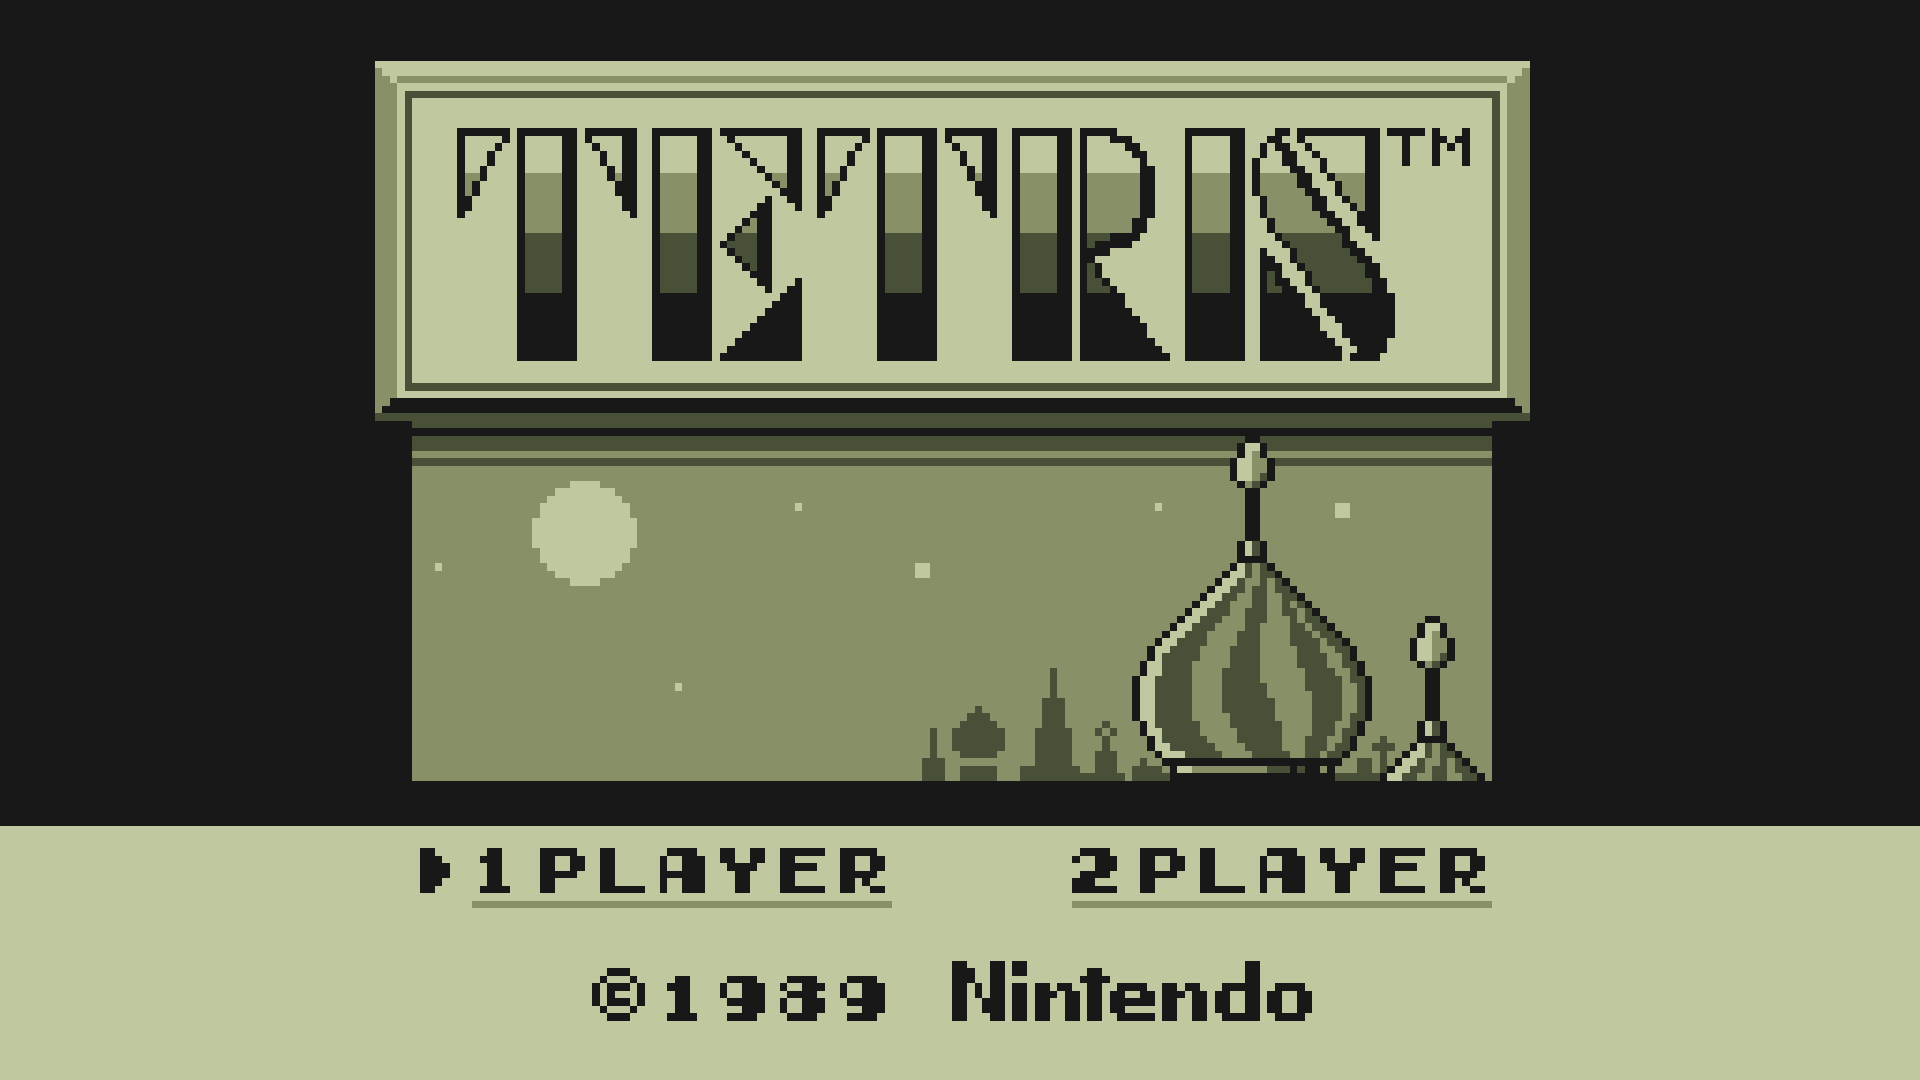 TETRIS™
1PLAYER 2PLAYER
©1989 Nintendo